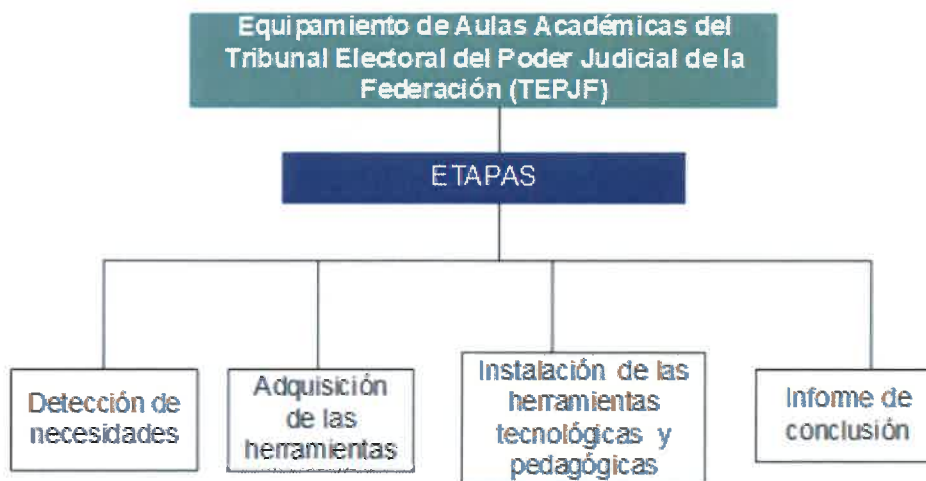 Equipamiento de Aulas Académicas del
Tribunal Electoral del Poder Judicial de la
Federación (TEPJF)
ETAPAS
Detección de
necesidades
Adquisición
de las
herramientas
Instalación de las
herramientas
tecnológicas y
pedagógicas
Informe de
conclusión